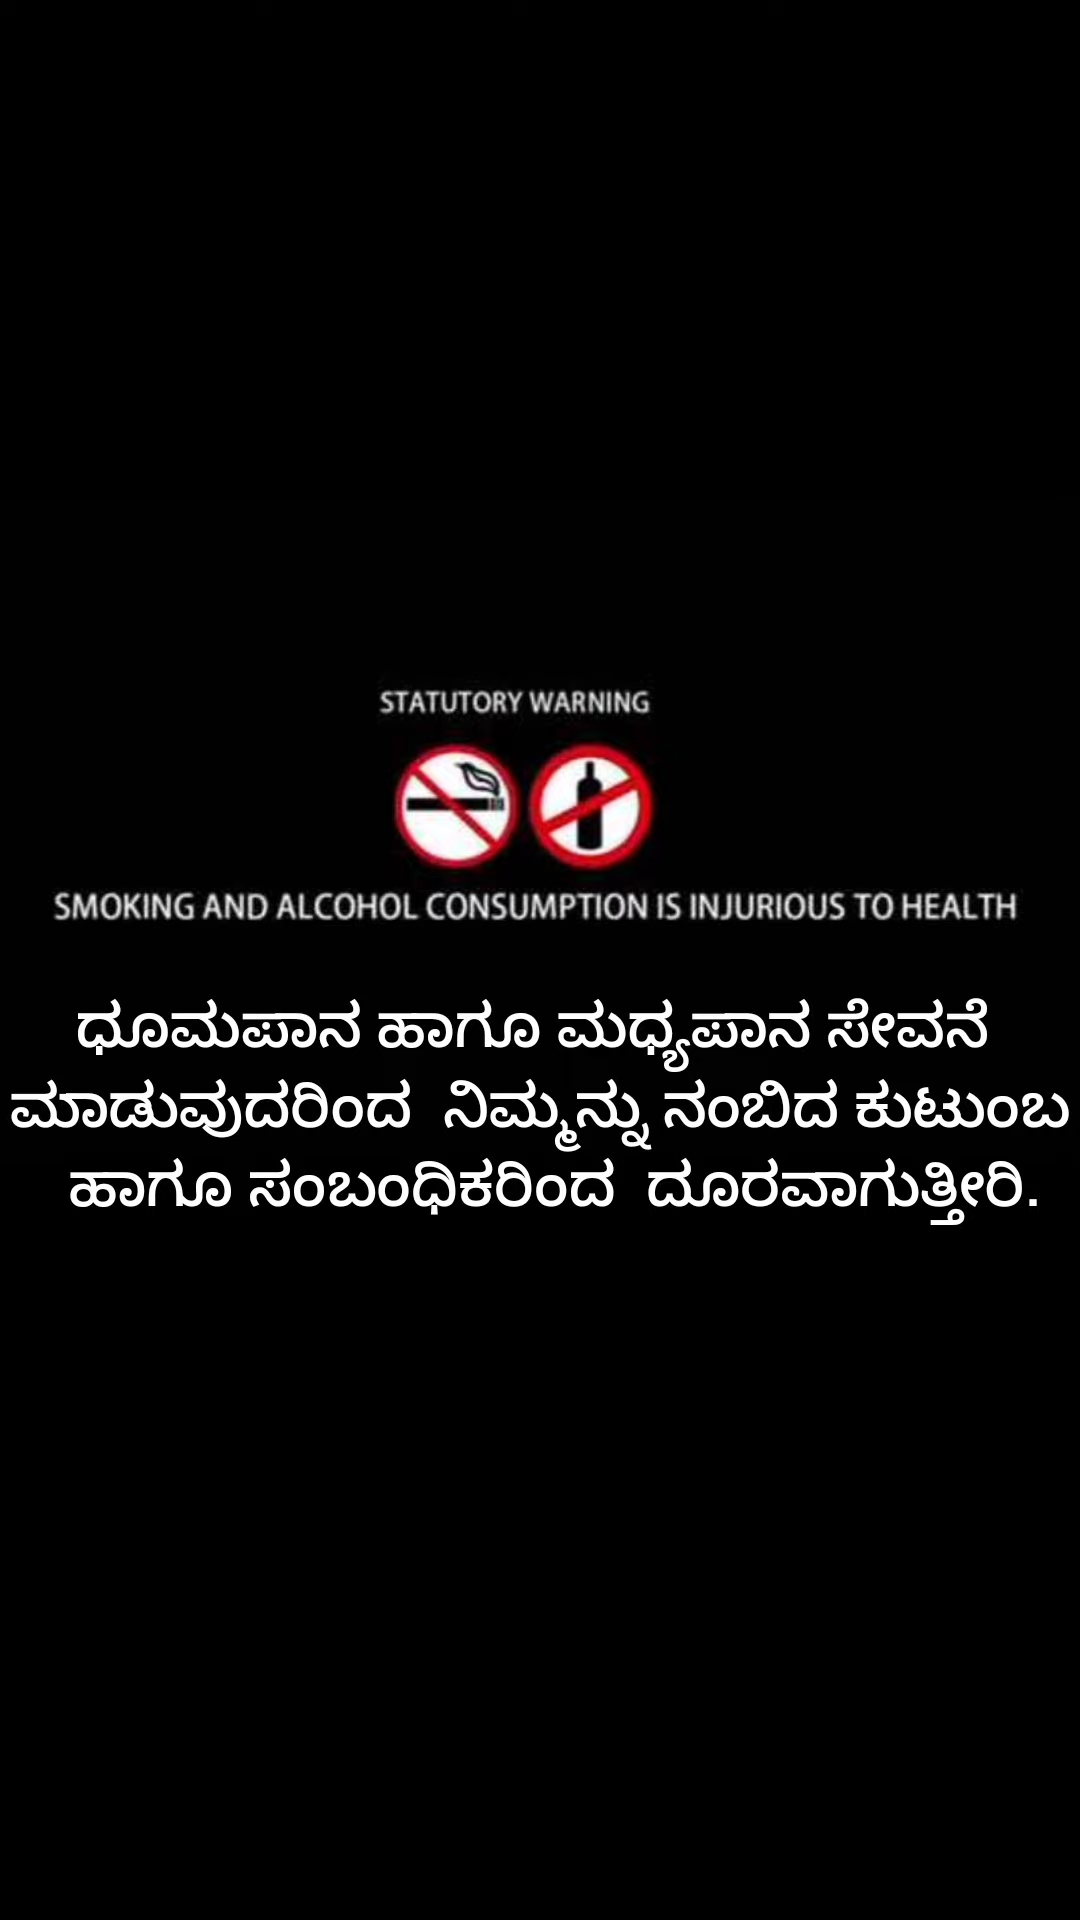 STATUTORY WARNING
SMOKING AND ALCOHOL CONSUMPTION IS INJURIOUS TO HEALTH
ಧೂಮಪಾನ ಹಾಗೂ ಮಧ್ಯಪಾನ ಸೇವನೆ
ಮಾಡುವುದರಿಂದ ನಿಮ್ಮನ್ನು ನಂಬಿದ ಕುಟುಂಬ
ಹಾಗೂ ಸಂಬಂಧಿಕರಿಂದ ದೂರವಾಗುತ್ತೀರಿ.